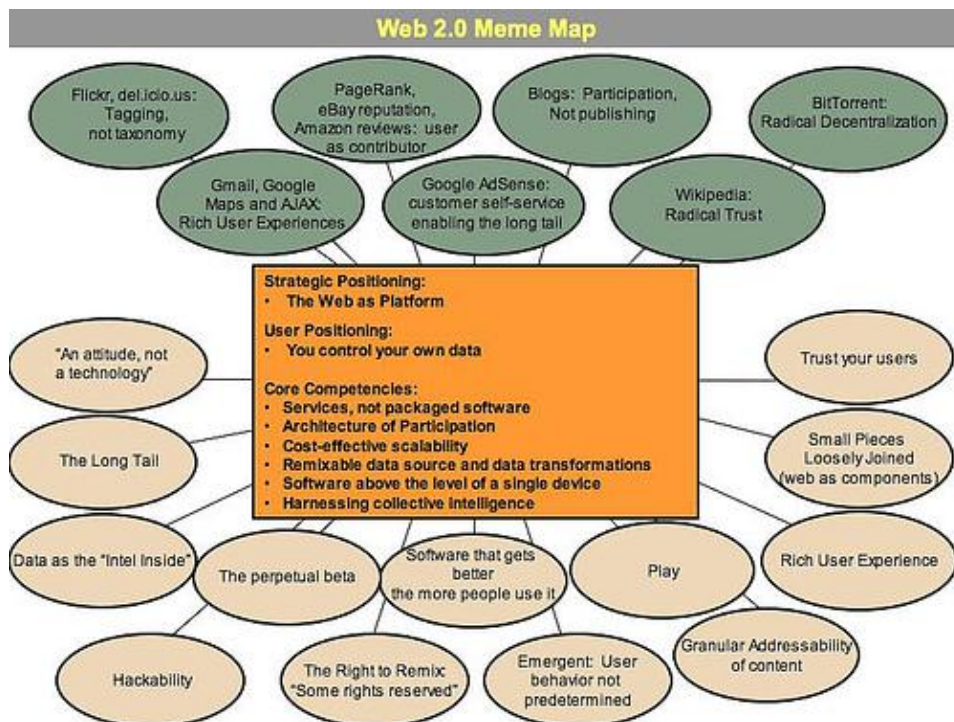 Web 2.0 Meme Map
Flickr, del.icio.us:
Tagging,
not taxonomy
PageRank,
eBay reputation,
Amazon reviews: user
as contributor
Blogs: Participation,
Not publishing
BitTorrent:
Radical Decentralization
Gmail, Google
Maps and AJAX:
Rich User Experiences
Google AdSense:
customer self-service
enabling the long tail
Wikipedia:
Radical Trust
Strategic Positioning:
• The Web as Platform
User Positioning:
• You control your own data
Core Competencies:
• Services, not packaged software
• Architecture of Participation
• Cost-effective scalability
• Remixable data source and data transformations
• Software above the level of a single device
• Harnessing collective intelligence
"An attitude, not
a technology"
Trust your users
The Long Tail
Small Pieces
Loosely Joined
(web as components)
Data as the "Intel Inside"
The perpetual beta
Software that gets
better
the more people use it
Play
Rich User Experience
Hackability
The Right to Remix:
"Some rights reserved"
Emergent: User
behavior not
predetermined
Granular Addressability
of content